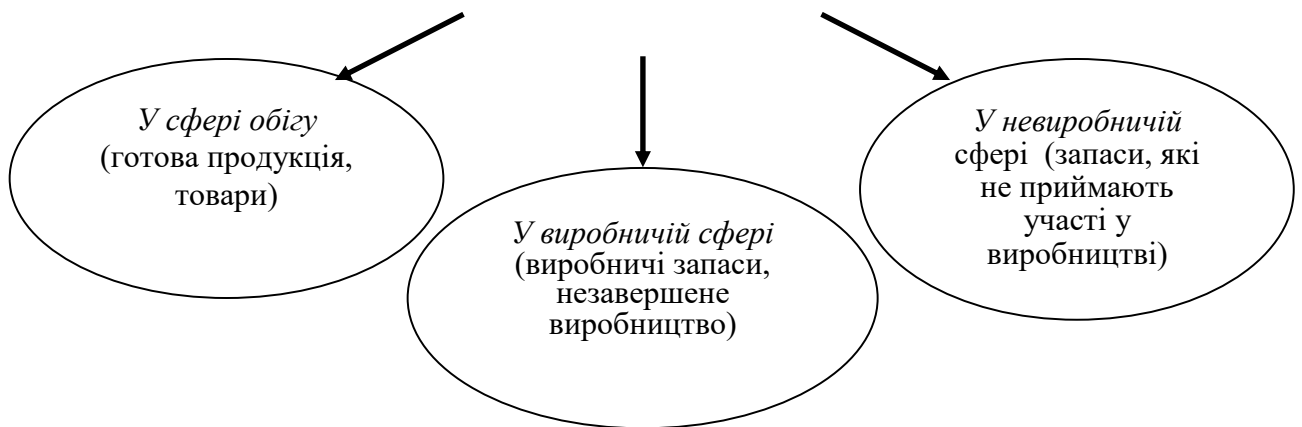 У сфері обігу
(готова продукція,
товари)
У виробничій сфері
(виробничі запаси,
незавершене
виробництво)
У невиробничій
сфері (запаси, які
не приймають
участі у
виробництві)